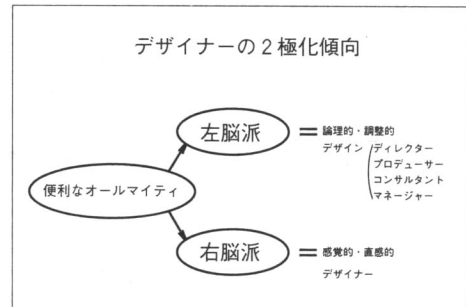 デザイナーの2極化傾向
左脳派
＝ 論理的・調整的
デザイン ディレクター
プロデューサー
コンサルタント
マネージャー
便利なオールマイティ
右脳派
＝ 感覚的・直感的
デザイナー